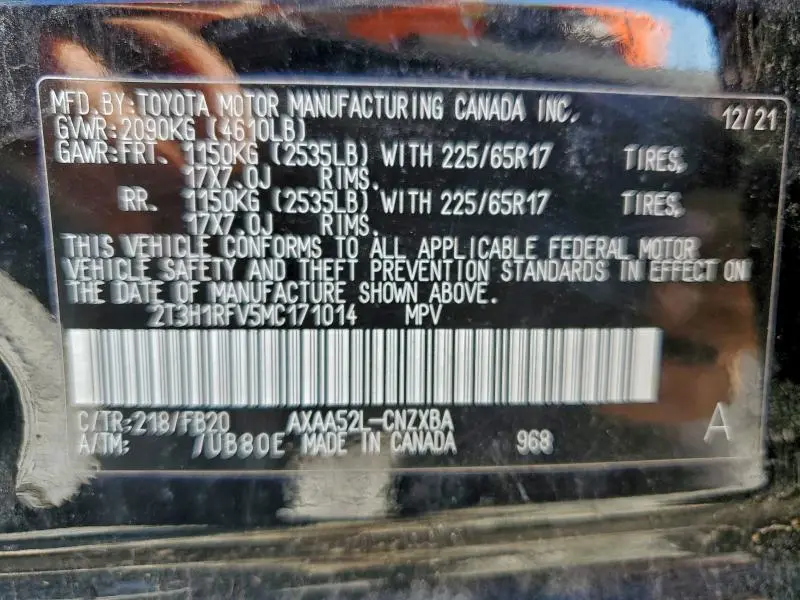 MFD. BY: TOYOTA MOTOR MANUFACTURING CANADA INC. 12/21
GVWR: 2090KG (4610LB)
GAWR: FRT. 1150KG (2535LB) WITH 225/65R17 TIRES,
17X7.0J RIMS.
RR. 1150KG (2535LB) WITH 225/65R17 TIRES,
17X7.0J RIMS.
THIS VEHICLE CONFORMS TO ALL APPLICABLE FEDERAL MOTOR
VEHICLE SAFETY AND THEFT PREVENTION STANDARDS IN EFFECT ON
THE DATE OF MANUFACTURE SHOWN ABOVE.
2T3H1RFV5MC171014 MPV
C/TR: 218/FB20 AXAA52L-CNZXBA A
A/TM: /UB80E MADE IN CANADA 968